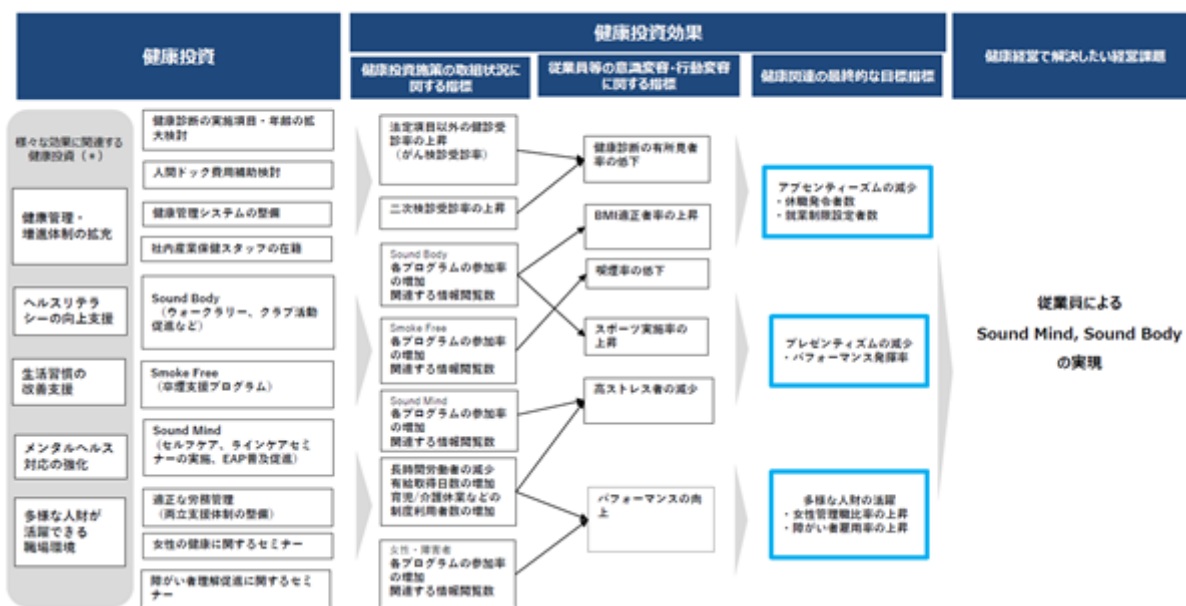 健康投資
健康投資効果
健康経営で解決したい経営課題
健康投資施策の取組状況に
関する指標
従業員等の意識変容・行動変容
に関する指標
健康関連の最終的な目標指標
様々な効果に関連する
健康投資（*）
健康管理・
増進体制の拡充
ヘルスリテラ
シーの向上支援
生活習慣の
改善支援
メンタルヘルス
対応の強化
多様な人財が
活躍できる
職場環境
健康診断の実施項目・年齢の拡
大検討
人間ドック費用補助検討
健康管理システムの整備
社内産業保健スタッフの在籍
Sound Body
（ウォークラリー、クラブ活動
促進など）
Smoke Free
（卒煙支援プログラム）
Sound Mind
（セルフケア、ラインケアセミ
ナーの実施、EAP普及促進）
適正な労務管理
（両立支援体制の整備）
女性の健康に関するセミナー
障がい者理解促進に関するセミ
ナー
法定項目以外の健診受
診率の上昇
（がん検診受診率）
二次検診受診率の上昇
Sound Body
各プログラムの参加率
の増加
関連する情報閲覧数
Smoke Free
各プログラムの参加率
の増加
関連する情報閲覧数
Sound Mind
各プログラムの参加率
の増加
関連する情報閲覧数
長時間労働者の減少
有給取得日数の増加
育児/介護休業などの
制度利用者数の増加
女性・障害者
各プログラムの参加率
の増加
関連する情報閲覧数
健康診断の有所見者
率の低下
BMI適正者率の上昇
喫煙率の低下
スポーツ実施率の
上昇
高ストレス者の減少
パフォーマンスの向
上
アブセンティーズムの減少
・休職発令者数
・就業制限設定者数
プレゼンティズムの減少
・パフォーマンス発揮率
多様な人財の活躍
・女性管理職比率の上昇
・障がい者雇用率の上昇
従業員による
Sound Mind, Sound Body
の実現